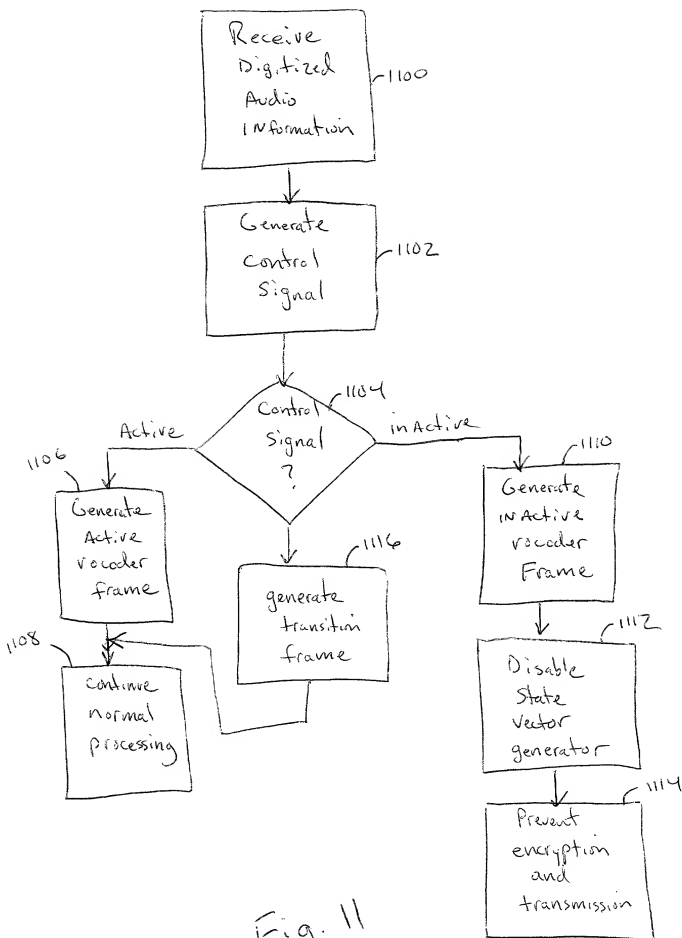 Receive
Digitized
Audio
INformation
1100
Generate
Control
Signal
1102
Control
Signal
?
1104
Active
inActive
1106
Generate
Active
vocoder
frame
1108
continue
normal
processing
1116
generate
transition
frame
1110
Generate
INActive
vocoder
Frame
1112
Disable
State
Vector
generator
1114
Prevent
encryption
and
transmission
Fig. 11